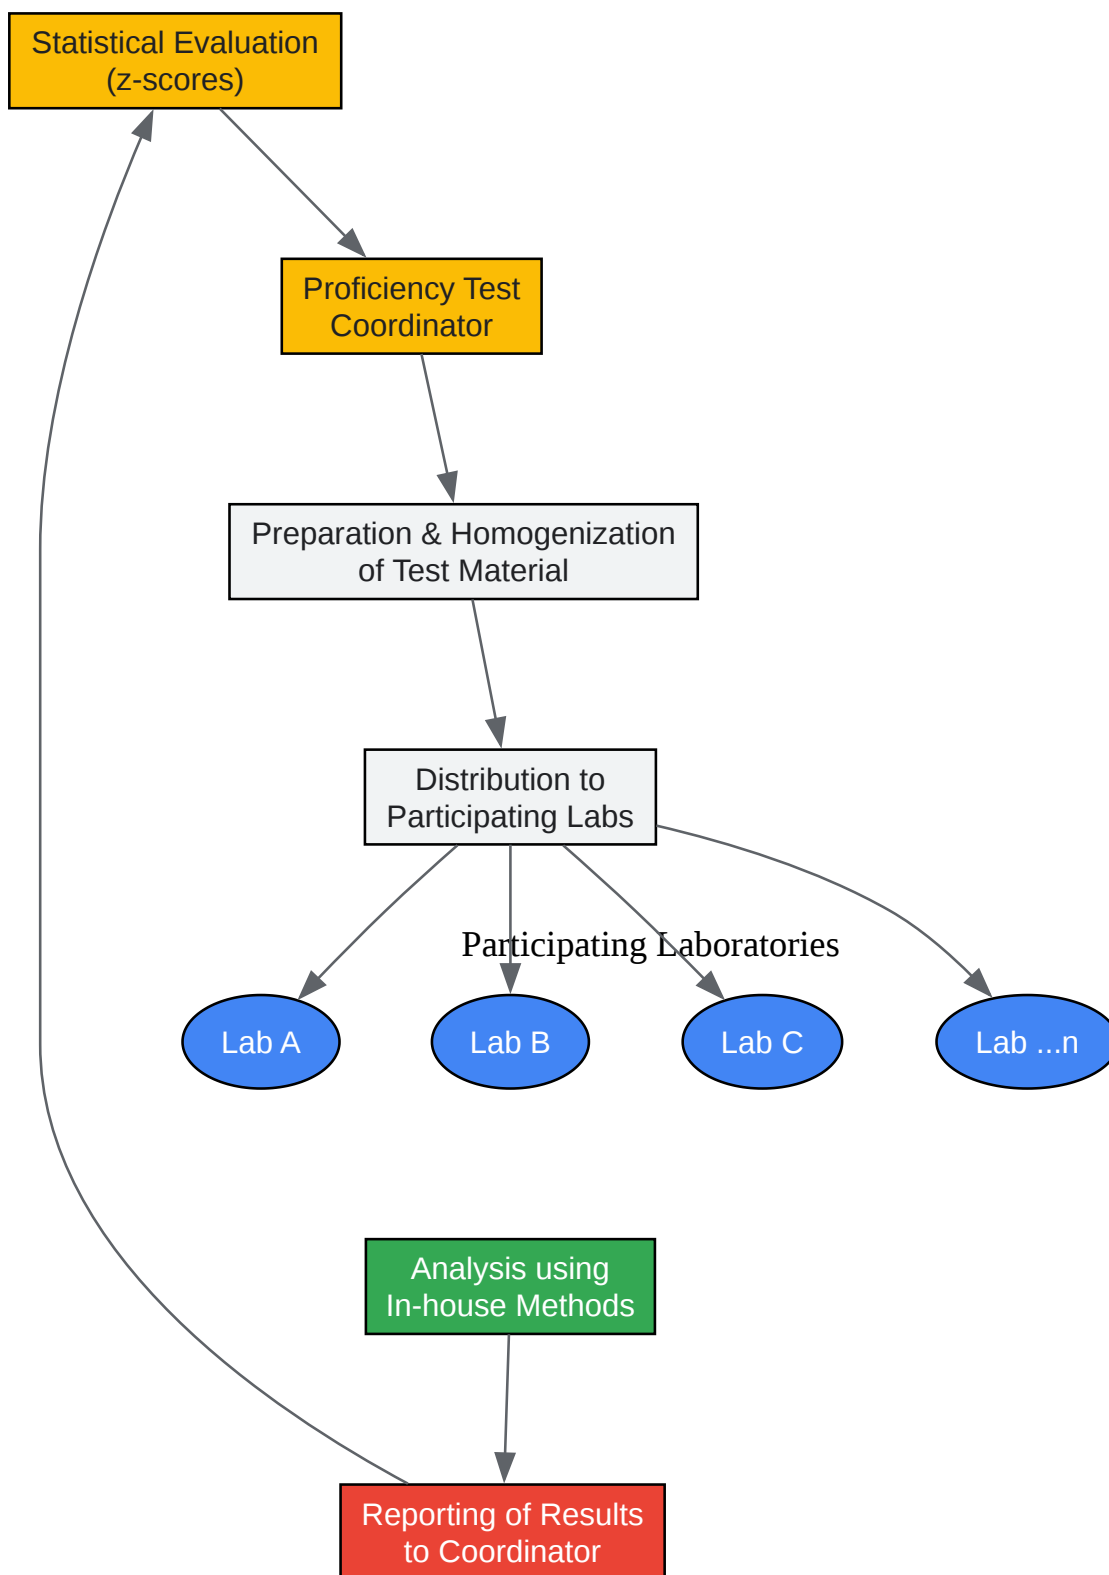 Statistical Evaluation
(z-scores)
Proficiency Test
Coordinator
Preparation & Homogenization
of Test Material
Distribution to
Participating Labs
Participating Laboratories
Lab A
Lab B
Lab C
Lab ...n
Analysis using
In-house Methods
Reporting of Results
to Coordinator